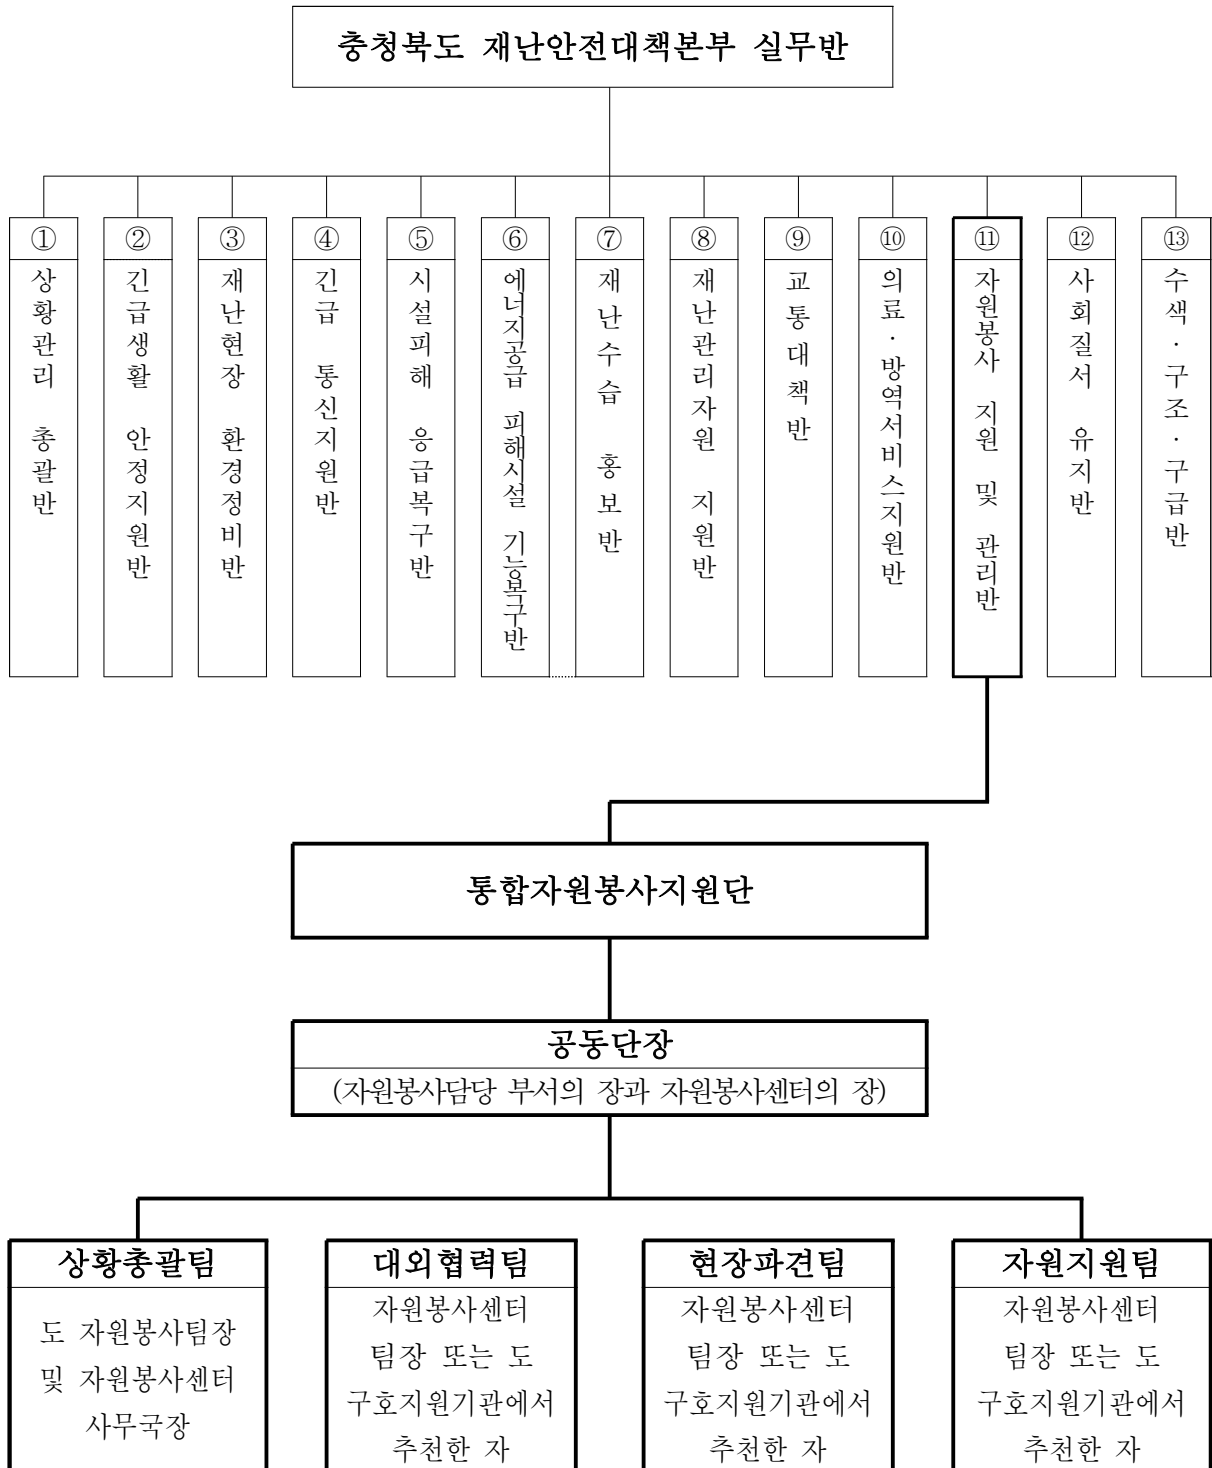 충청북도 재난안전대책본부 실무반
①
상황관리 총괄반
②
긴급생활 안정지원반
③
재난현장 환경정비반
④
긴급 통신지원반
⑤
시설피해 응급복구반
⑥
에너지공급 피해시설 기능복구반
⑦
재난수습 홍보반
⑧
재난관리자원 지원반
⑨
교통대책반
⑩
의료·방역서비스지원반
⑪
자원봉사 지원 및 관리반
⑫
사회질서 유지반
⑬
수색·구조·구급반
통합자원봉사지원단
공동단장
(자원봉사담당 부서의 장과 자원봉사센터의 장)
상황총괄팀
도 자원봉사팀장
및 자원봉사센터
사무국장
대외협력팀
자원봉사센터
팀장 또는 도
구호지원기관에서
추천한 자
현장파견팀
자원봉사센터
팀장 또는 도
구호지원기관에서
추천한 자
자원지원팀
자원봉사센터
팀장 또는 도
구호지원기관에서
추천한 자